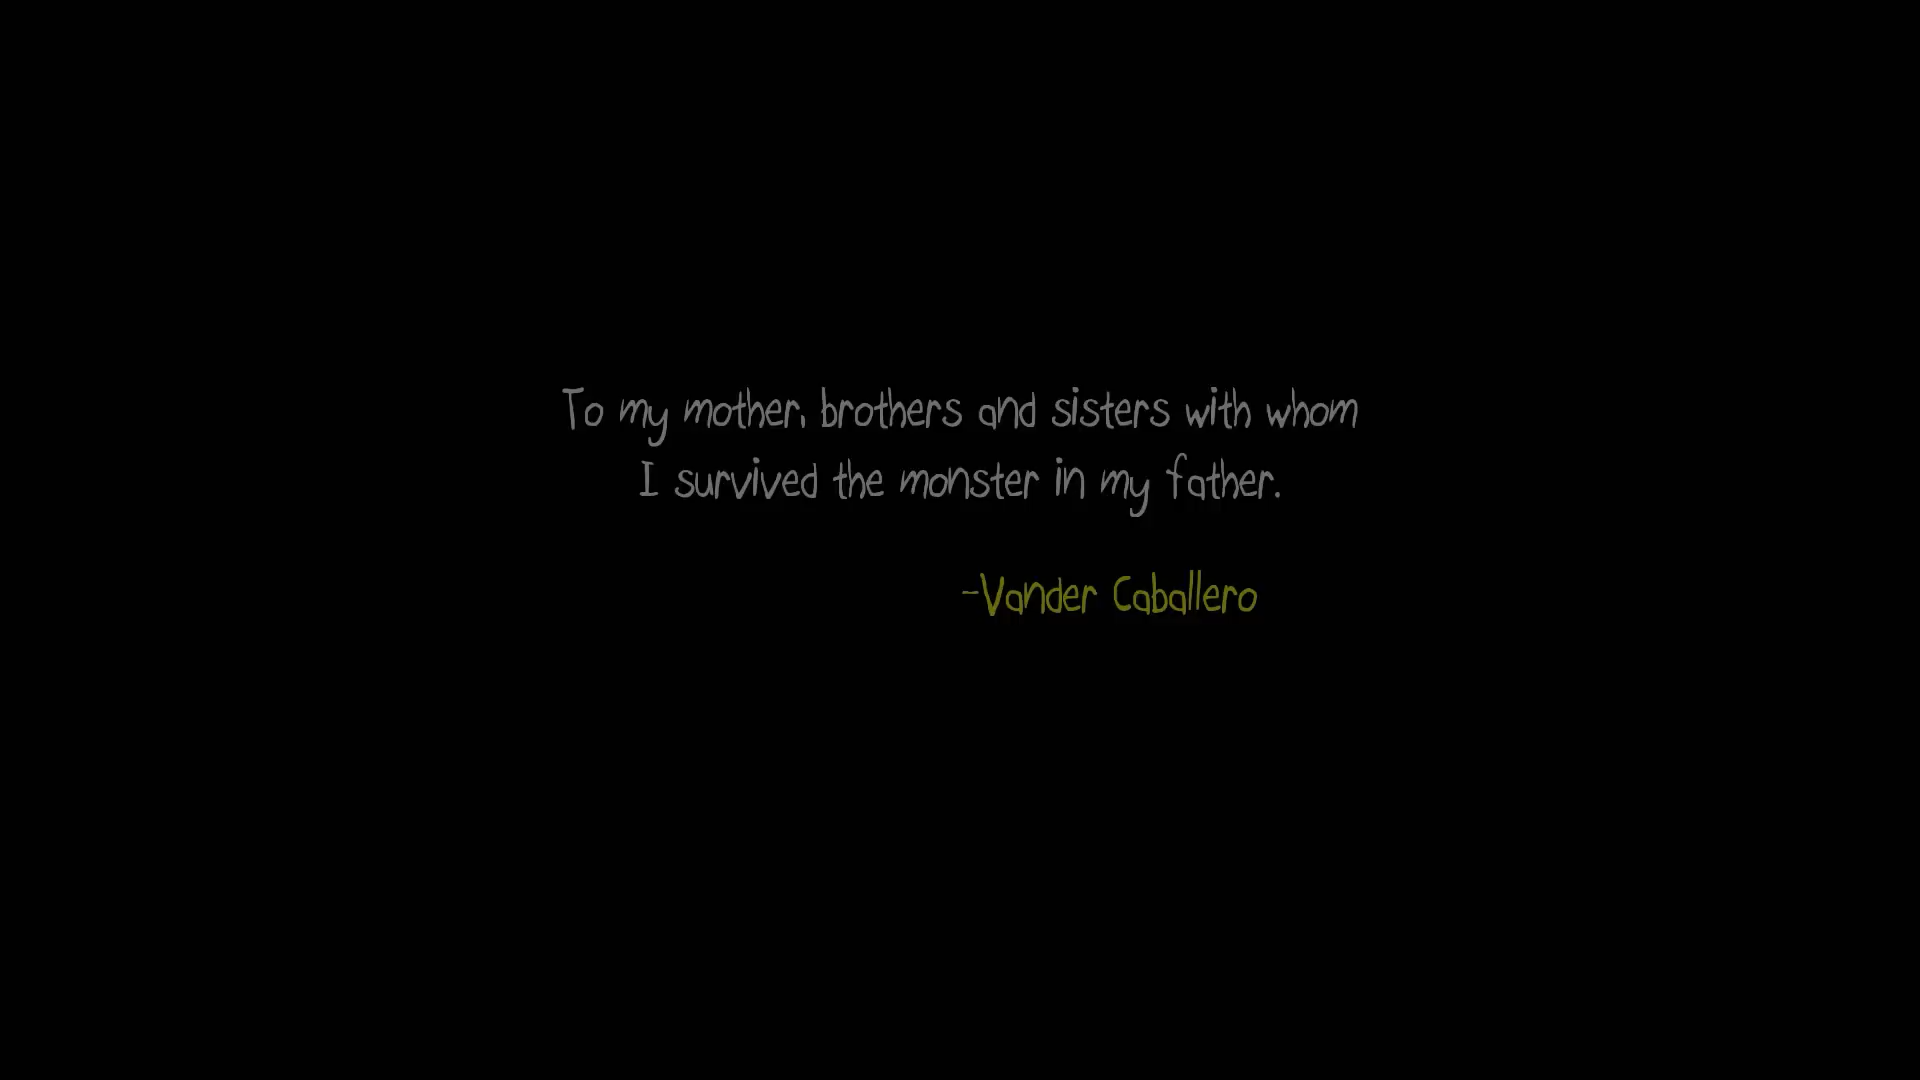 To my mother, brothers and sisters with whom
I survived the monster in my father.
-Vander Caballero